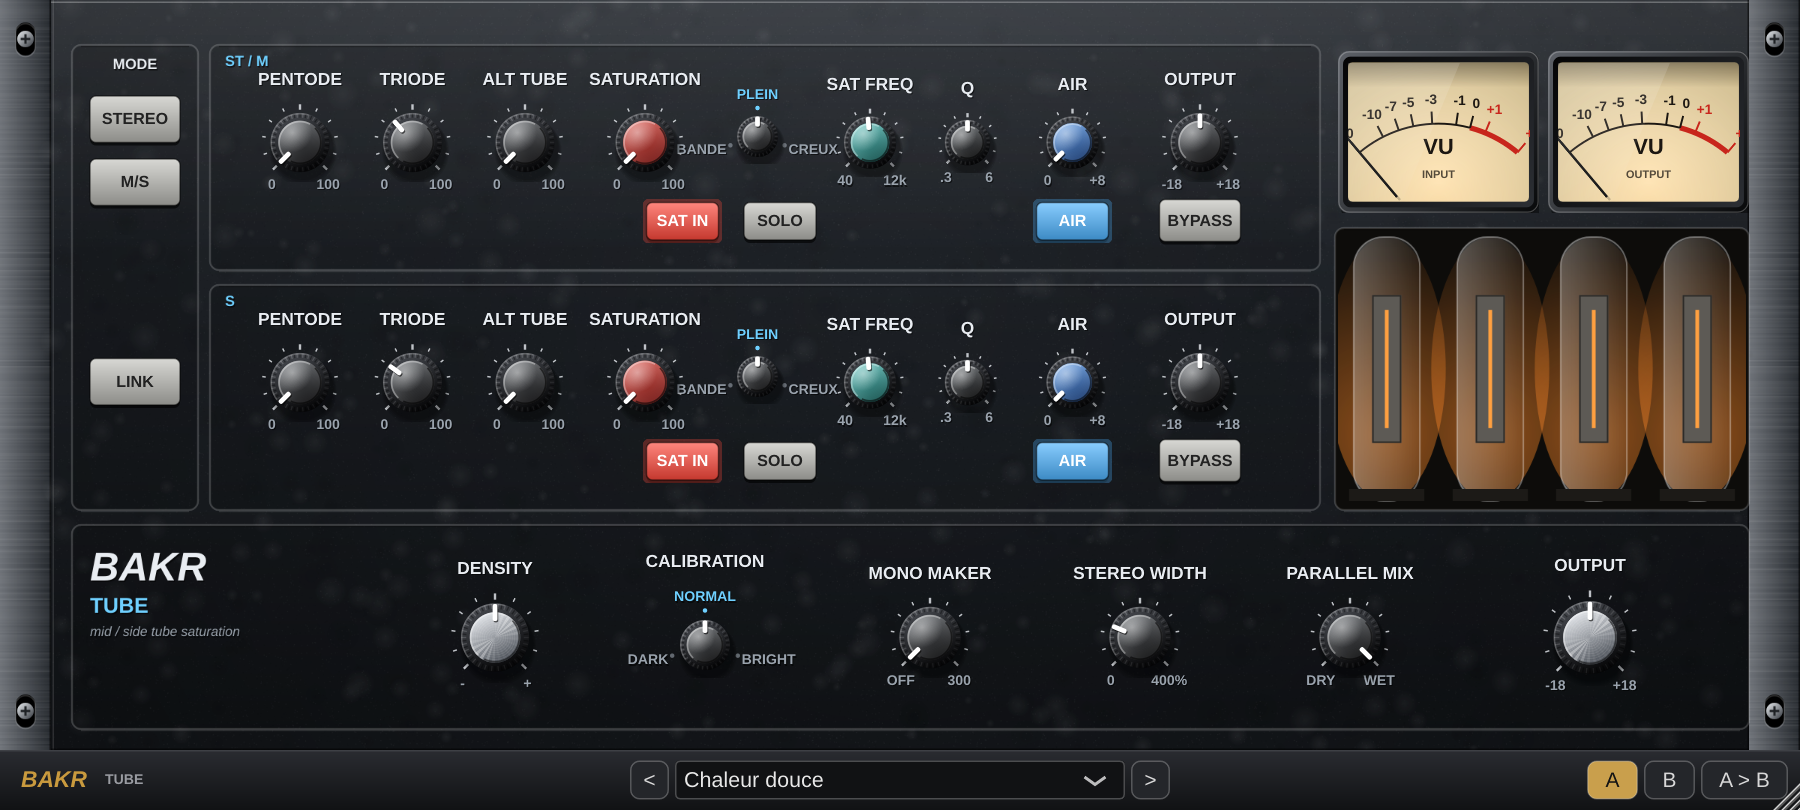 MODE
STEREO
M/S
LINK
ST / M
PENTODE TRIODE ALT TUBE SATURATION PLEIN SAT FREQ Q AIR OUTPUT
BANDE CREUX
0 100 0 100 0 100 0 100 40 12k .3 6 0 +8 -18 +18
SAT IN SOLO AIR BYPASS
S
PENTODE TRIODE ALT TUBE SATURATION PLEIN SAT FREQ Q AIR OUTPUT
BANDE CREUX
0 100 0 100 0 100 0 100 40 12k .3 6 0 +8 -18 +18
SAT IN SOLO AIR BYPASS
-10 -7 -5 -3 -1 0 +1
VU
INPUT
-10 -7 -5 -3 -1 0 +1
VU
OUTPUT
BAKR
TUBE
mid / side tube saturation
DENSITY
- +
CALIBRATION
NORMAL
DARK BRIGHT
MONO MAKER
OFF 300
STEREO WIDTH
0 400%
PARALLEL MIX
DRY WET
OUTPUT
-18 +18
BAKR TUBE < Chaleur douce > A B A > B